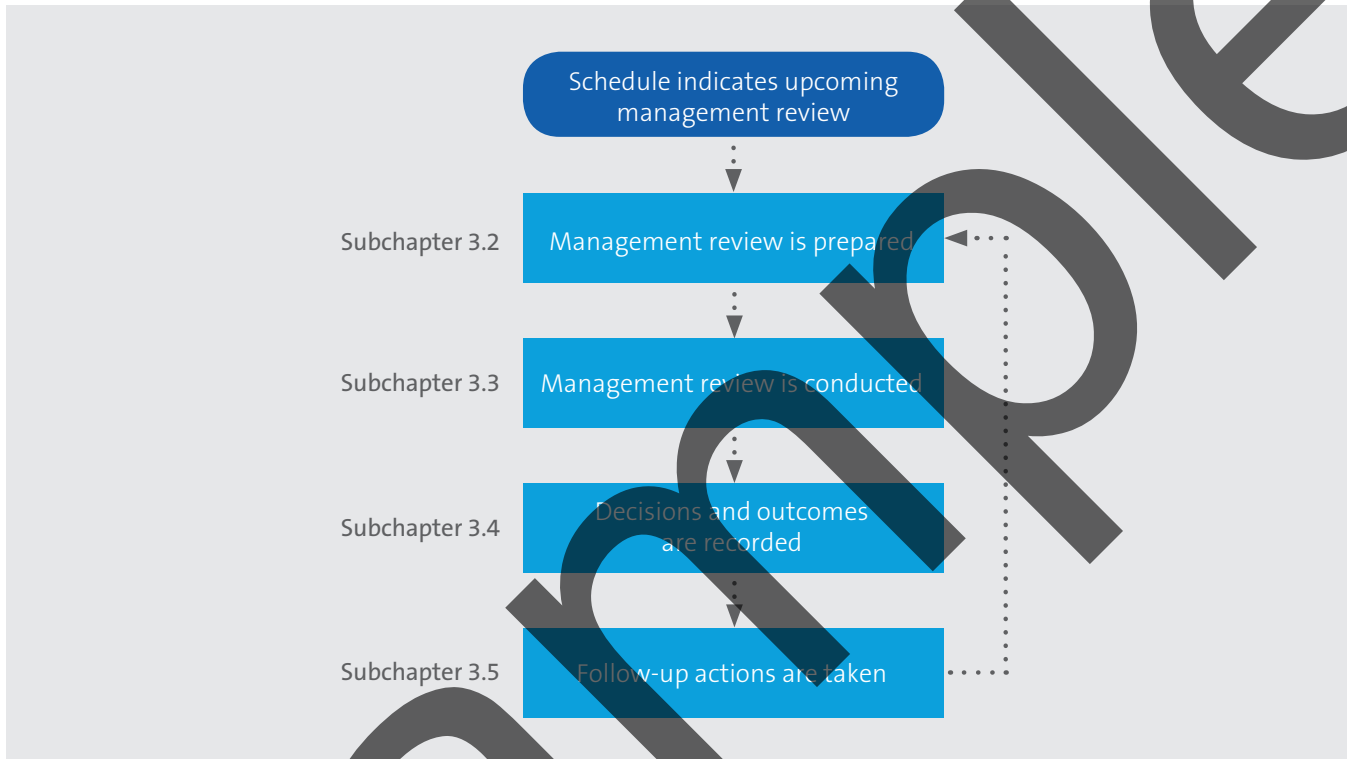 Schedule indicates upcoming
management review
Subchapter 3.2
Management review is prepared
Subchapter 3.3
Management review is conducted
Subchapter 3.4
Decisions and outcomes
are recorded
Subchapter 3.5
Follow-up actions are taken
mple